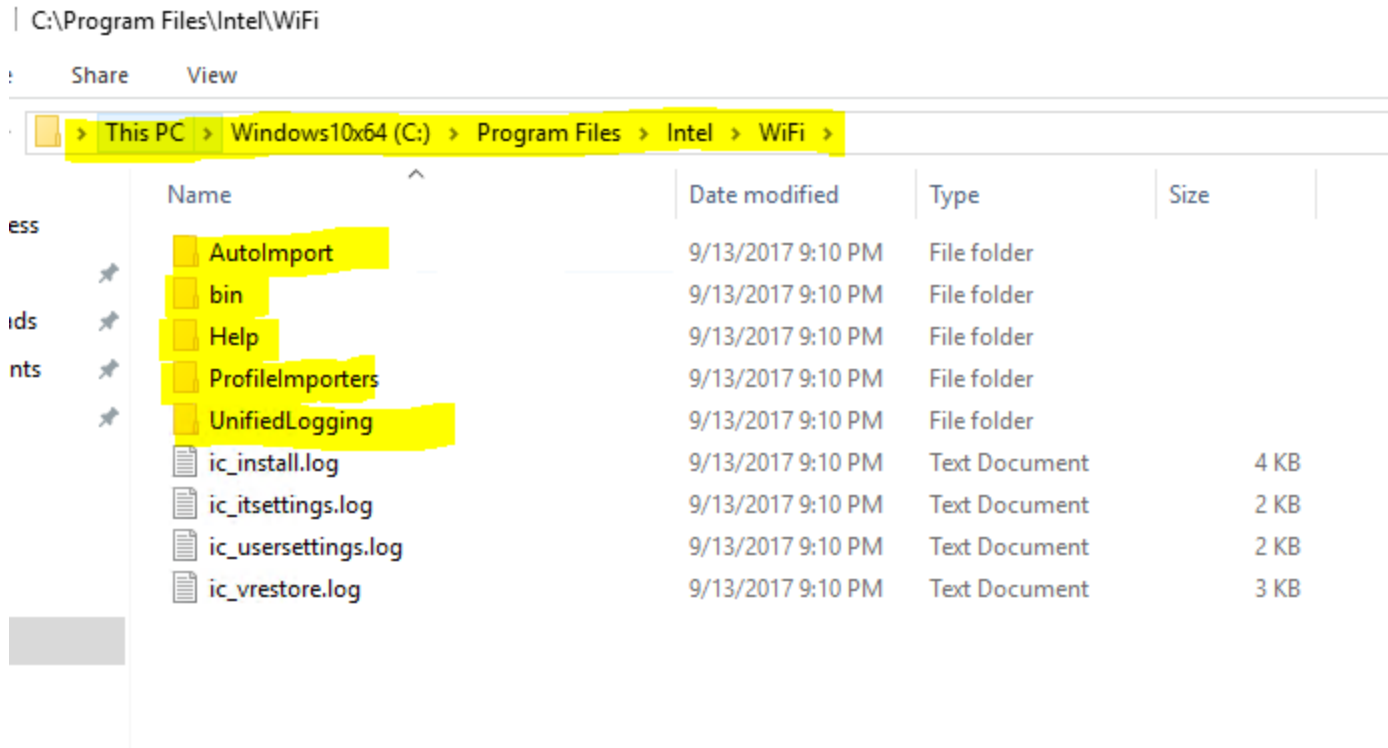 C:\Program Files\Intel\WiFi
Share View
This PC > Windows10x64 (C:) > Program Files > Intel > WiFi >
Name Date modified Type Size
ess
AutoImport 9/13/2017 9:10 PM File folder
bin 9/13/2017 9:10 PM File folder
Help 9/13/2017 9:10 PM File folder
ProfileImporters 9/13/2017 9:10 PM File folder
nts
UnifiedLogging 9/13/2017 9:10 PM File folder
ic_install.log 9/13/2017 9:10 PM Text Document 4 KB
ic_itsettings.log 9/13/2017 9:10 PM Text Document 2 KB
ic_usersettings.log 9/13/2017 9:10 PM Text Document 2 KB
ic_vrestore.log 9/13/2017 9:10 PM Text Document 3 KB